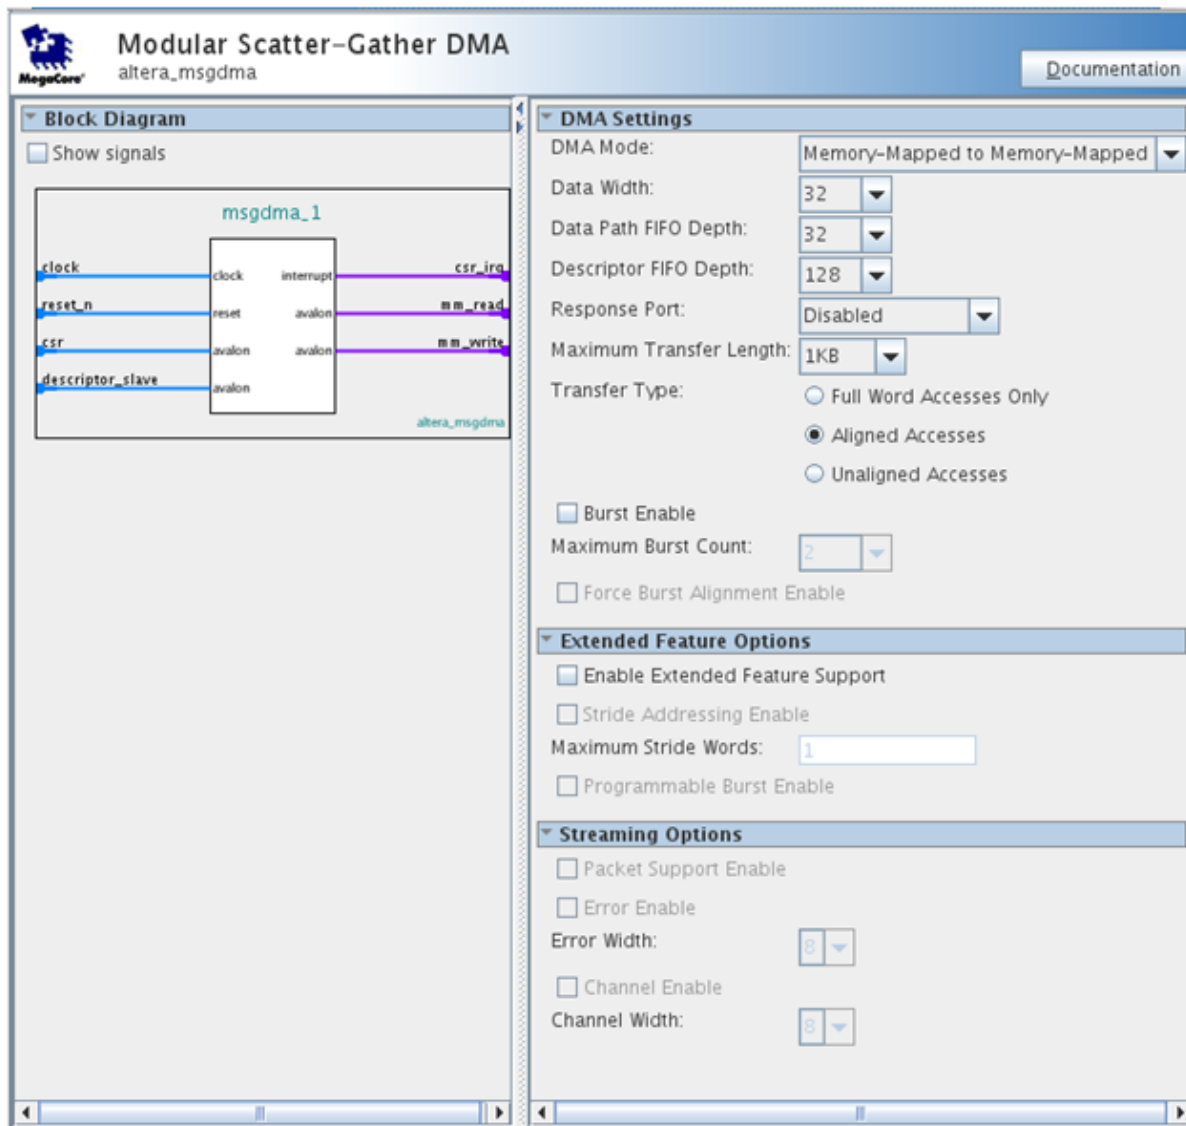 Modular Scatter-Gather DMA
altera_msgdma
MegaCore®
Documentation
Block Diagram
Show signals
msgdma_1
clock
clock
interrupt
csr_irq
reset_n
reset
avalon
mm_read
csr
avalon
avalon
mm_write
descriptor_slave
avalon
altera_msgdma
DMA Settings
DMA Mode: Memory-Mapped to Memory-Mapped
Data Width: 32
Data Path FIFO Depth: 32
Descriptor FIFO Depth: 128
Response Port: Disabled
Maximum Transfer Length: 1KB
Transfer Type: Full Word Accesses Only
Aligned Accesses
Unaligned Accesses
Burst Enable
Maximum Burst Count: 2
Force Burst Alignment Enable
Extended Feature Options
Enable Extended Feature Support
Stride Addressing Enable
Maximum Stride Words: 1
Programmable Burst Enable
Streaming Options
Packet Support Enable
Error Enable
Error Width: 8
Channel Enable
Channel Width: 8